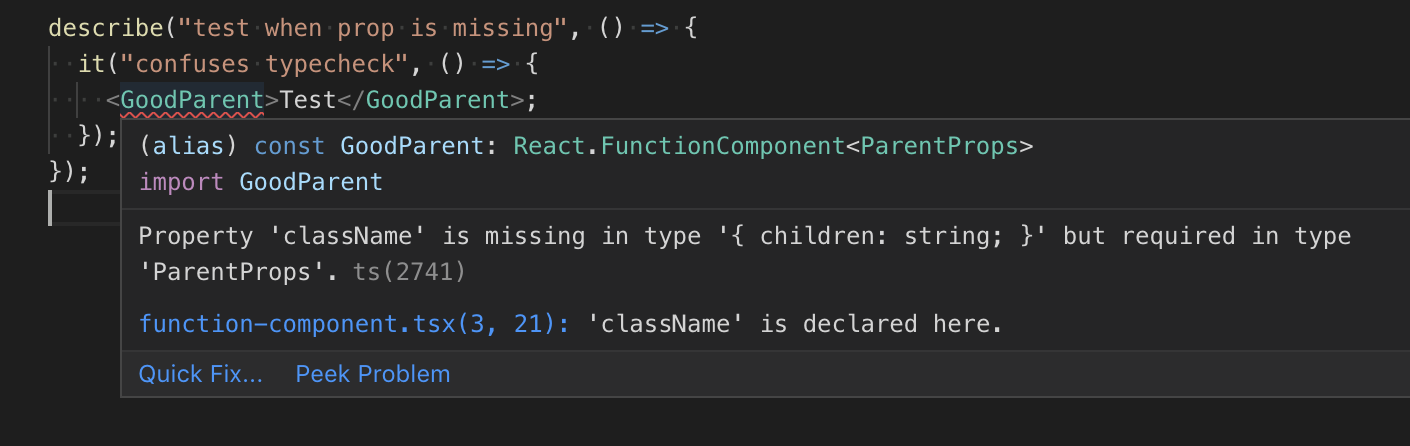 describe("test when prop is missing", () => {
  it("confuses typecheck", () => {
    <GoodParent>Test</GoodParent>;
  });
(alias) const GoodParent: React.FunctionComponent<ParentProps>
});
import GoodParent
Property 'className' is missing in type '{ children: string; }' but required in type
'ParentProps'. ts(2741)
function-component.tsx(3, 21): 'className' is declared here.
Quick Fix... Peek Problem